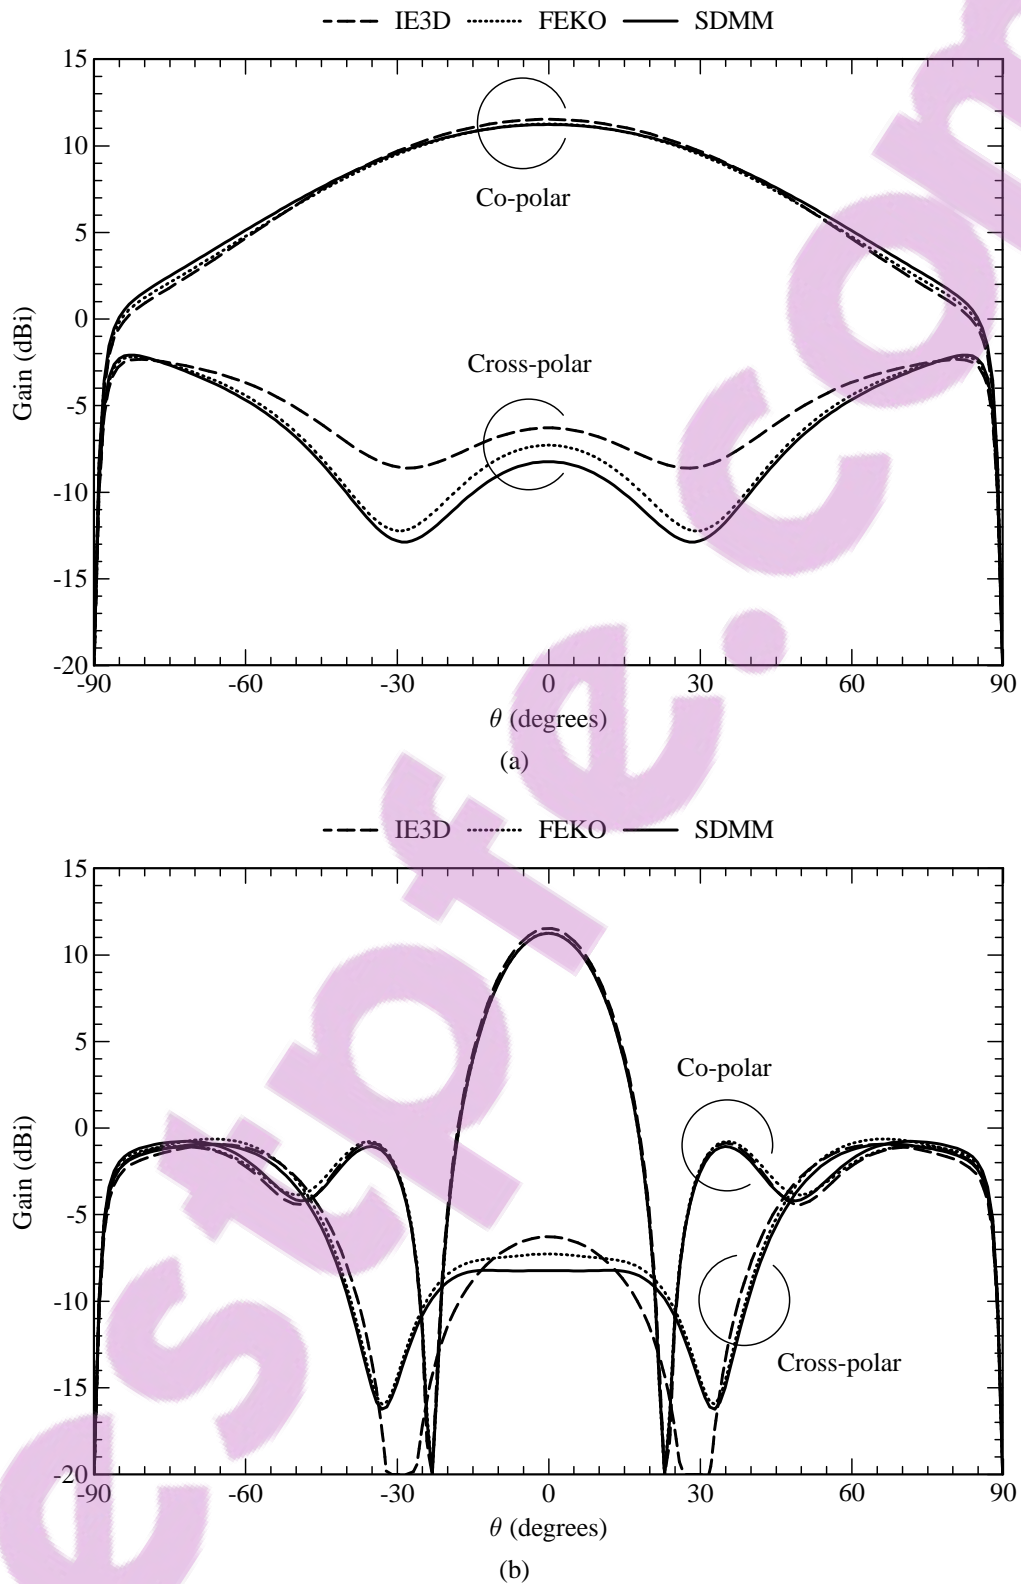 IE3D FEKO SDMM
15
10
5
0
-5
-10
-15
-20
Gain (dBi)
Co-polar
Cross-polar
-90 -60 -30 0 30 60 90
θ (degrees)
(a)
IE3D FEKO SDMM
15
10
5
0
-5
-10
-15
-20
Gain (dBi)
Co-polar
Cross-polar
-90 -60 -30 0 30 60 90
θ (degrees)
(b)
estpfe.com